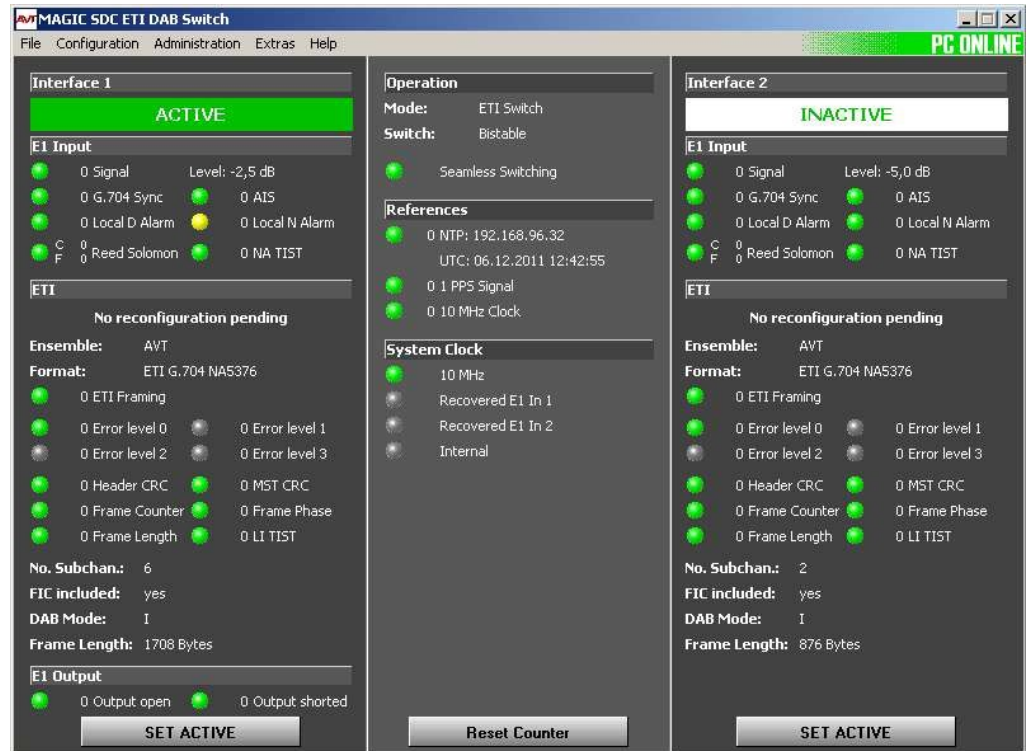 AVT MAGIC SDC ETI DAB Switch
File Configuration Administration Extras Help
PC ONLINE
Interface 1
ACTIVE
E1 Input
0 Signal Level: -2,5 dB
0 G.704 Sync 0 AIS
0 Local D Alarm 0 Local N Alarm
C 0 Reed Solomon 0 NA TIST
F 0
ETI
No reconfiguration pending
Ensemble: AVT
Format: ETI G.704 NA5376
0 ETI Framing
0 Error level 0 0 Error level 1
0 Error level 2 0 Error level 3
0 Header CRC 0 MST CRC
0 Frame Counter 0 Frame Phase
0 Frame Length 0 LI TIST
No. Subchan.: 6
FIC included: yes
DAB Mode: I
Frame Length: 1708 Bytes
E1 Output
0 Output open 0 Output shorted
SET ACTIVE
Operation
Mode: ETI Switch
Switch: Bistable
Seamless Switching
References
0 NTP: 192.168.96.32
UTC: 06.12.2011 12:42:55
0 1 PPS Signal
0 10 MHz Clock
System Clock
10 MHz
Recovered E1 In 1
Recovered E1 In 2
Internal
Reset Counter
Interface 2
INACTIVE
E1 Input
0 Signal Level: -5,0 dB
0 G.704 Sync 0 AIS
0 Local D Alarm 0 Local N Alarm
C 0 Reed Solomon 0 NA TIST
F 0
ETI
No reconfiguration pending
Ensemble: AVT
Format: ETI G.704 NA5376
0 ETI Framing
0 Error level 0 0 Error level 1
0 Error level 2 0 Error level 3
0 Header CRC 0 MST CRC
0 Frame Counter 0 Frame Phase
0 Frame Length 0 LI TIST
No. Subchan.: 2
FIC included: yes
DAB Mode: I
Frame Length: 876 Bytes
SET ACTIVE